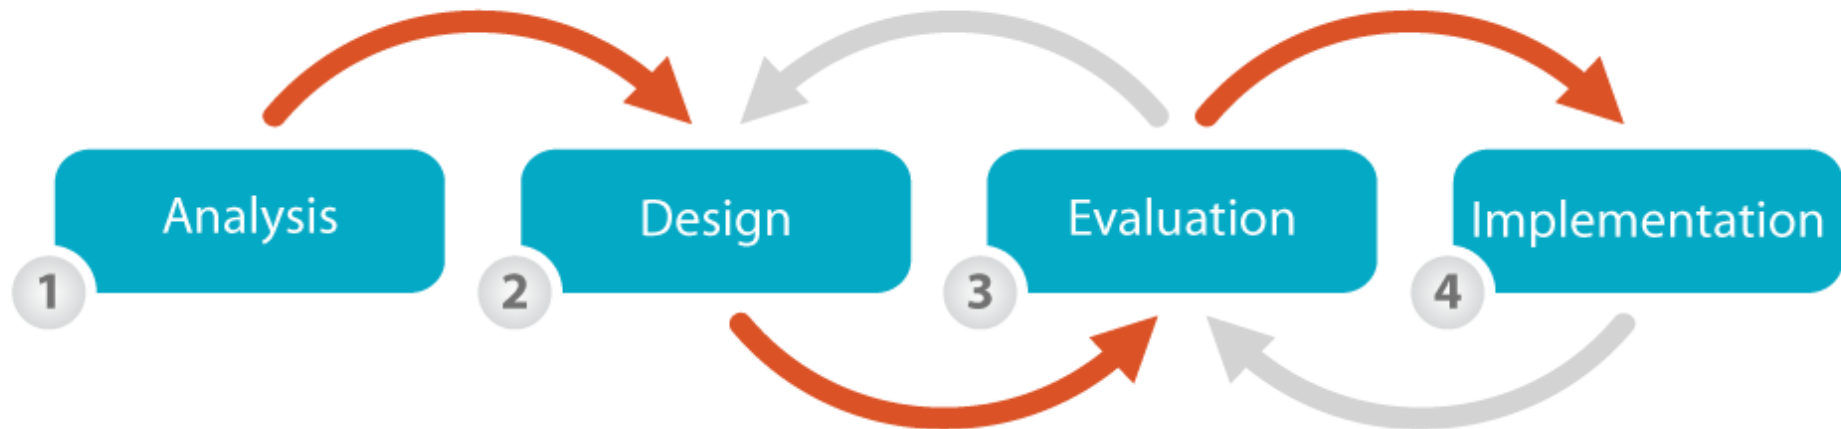 Analysis
1
Design
2
Evaluation
3
Implementation
4